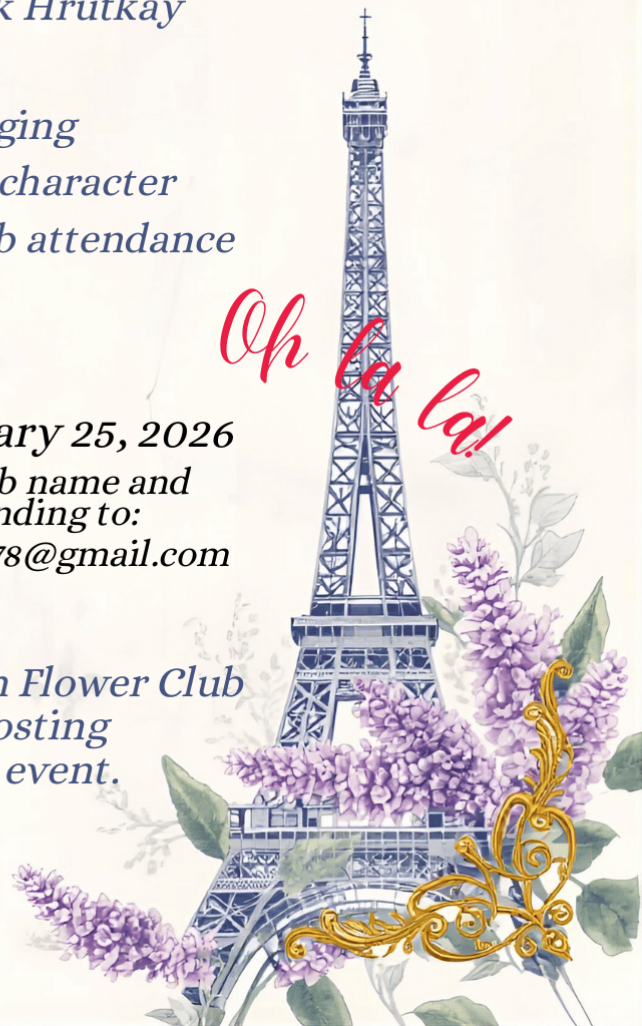 k Hrutkay
ging
character
b attendance
Oh la la!
ary 25, 2026
b name and
nding to:
78@gmail.com
n Flower Club
osting
event.